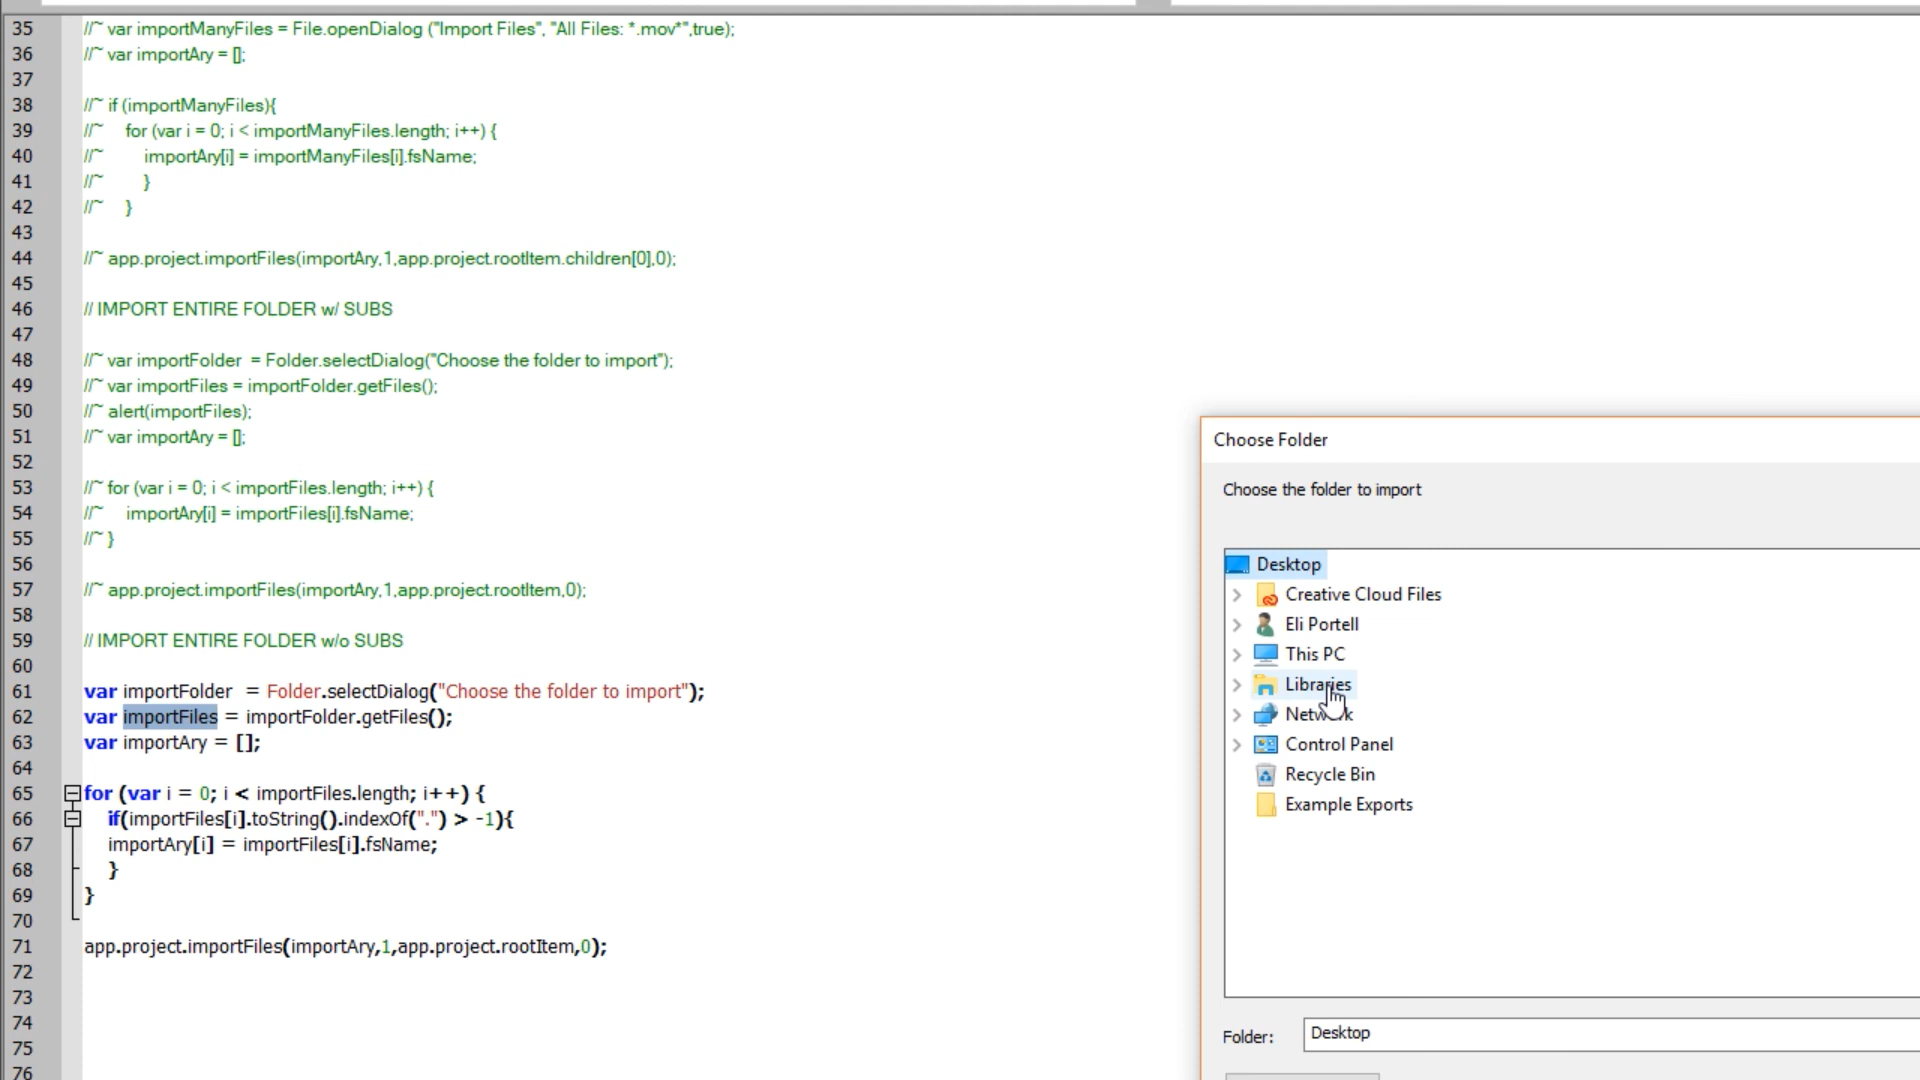 35 //~ var importManyFiles = File.openDialog ("Import Files", "All Files: *.mov*",true);
36 //~ var importAry = [];
37
38 //~ if (importManyFiles){
39 //~ for (var i = 0; i < importManyFiles.length; i++) {
40 //~ importAry[i] = importManyFiles[i].fsName;
41 //~ }
42 //~ }
43
44 //~ app.project.importFiles(importAry,1,app.project.rootItem.children[0],0);
45
46 // IMPORT ENTIRE FOLDER w/ SUBS
47
48 //~ var importFolder = Folder.selectDialog("Choose the folder to import");
49 //~ var importFiles = importFolder.getFiles();
50 //~ alert(importFiles);
51 //~ var importAry = [];
52
53 //~ for (var i = 0; i < importFiles.length; i++) {
54 //~ importAry[i] = importFiles[i].fsName;
55 //~ }
56
57 //~ app.project.importFiles(importAry,1,app.project.rootItem,0);
58
59 // IMPORT ENTIRE FOLDER w/o SUBS
60
61 var importFolder = Folder.selectDialog("Choose the folder to import");
62 var importFiles = importFolder.getFiles();
63 var importAry = [];
64
65 for (var i = 0; i < importFiles.length; i++) {
66 if(importFiles[i].toString().indexOf(".") > -1){
67 importAry[i] = importFiles[i].fsName;
68 }
69 }
70
71 app.project.importFiles(importAry,1,app.project.rootItem,0);
72
73
74
75
76
Choose Folder
Choose the folder to import
Desktop
Creative Cloud Files
Eli Portell
This PC
Libraries
Network
Control Panel
Recycle Bin
Example Exports
Folder: Desktop